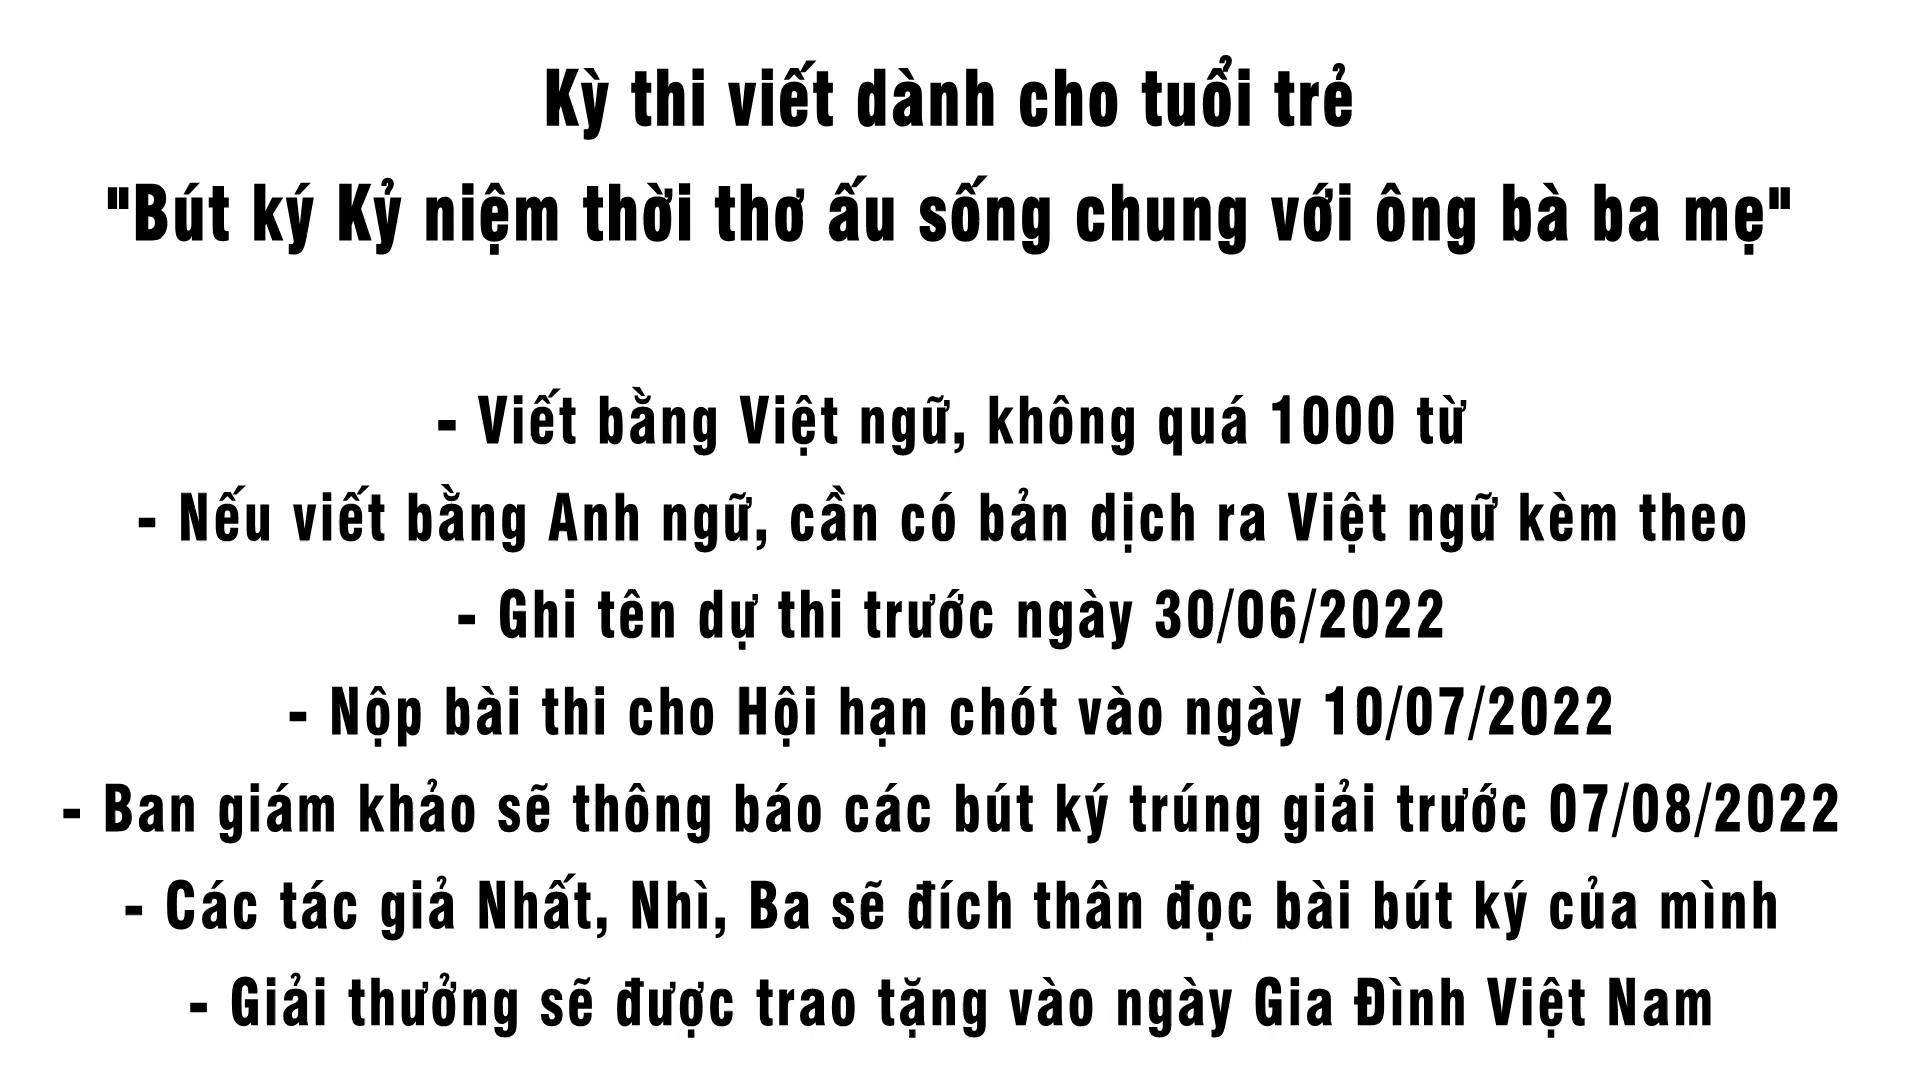 Kỳ thi viết dành cho tuổi trẻ
"Bút ký Kỷ niệm thời thơ ấu sống chung với ông bà ba mẹ"
- Viết bằng Việt ngữ, không quá 1000 từ
- Nếu viết bằng Anh ngữ, cần có bản dịch ra Việt ngữ kèm theo
- Ghi tên dự thi trước ngày 30/06/2022
- Nộp bài thi cho Hội hạn chót vào ngày 10/07/2022
- Ban giám khảo sẽ thông báo các bút ký trúng giải trước 07/08/2022
- Các tác giả Nhất, Nhì, Ba sẽ đích thân đọc bài bút ký của mình
- Giải thưởng sẽ được trao tặng vào ngày Gia Đình Việt Nam